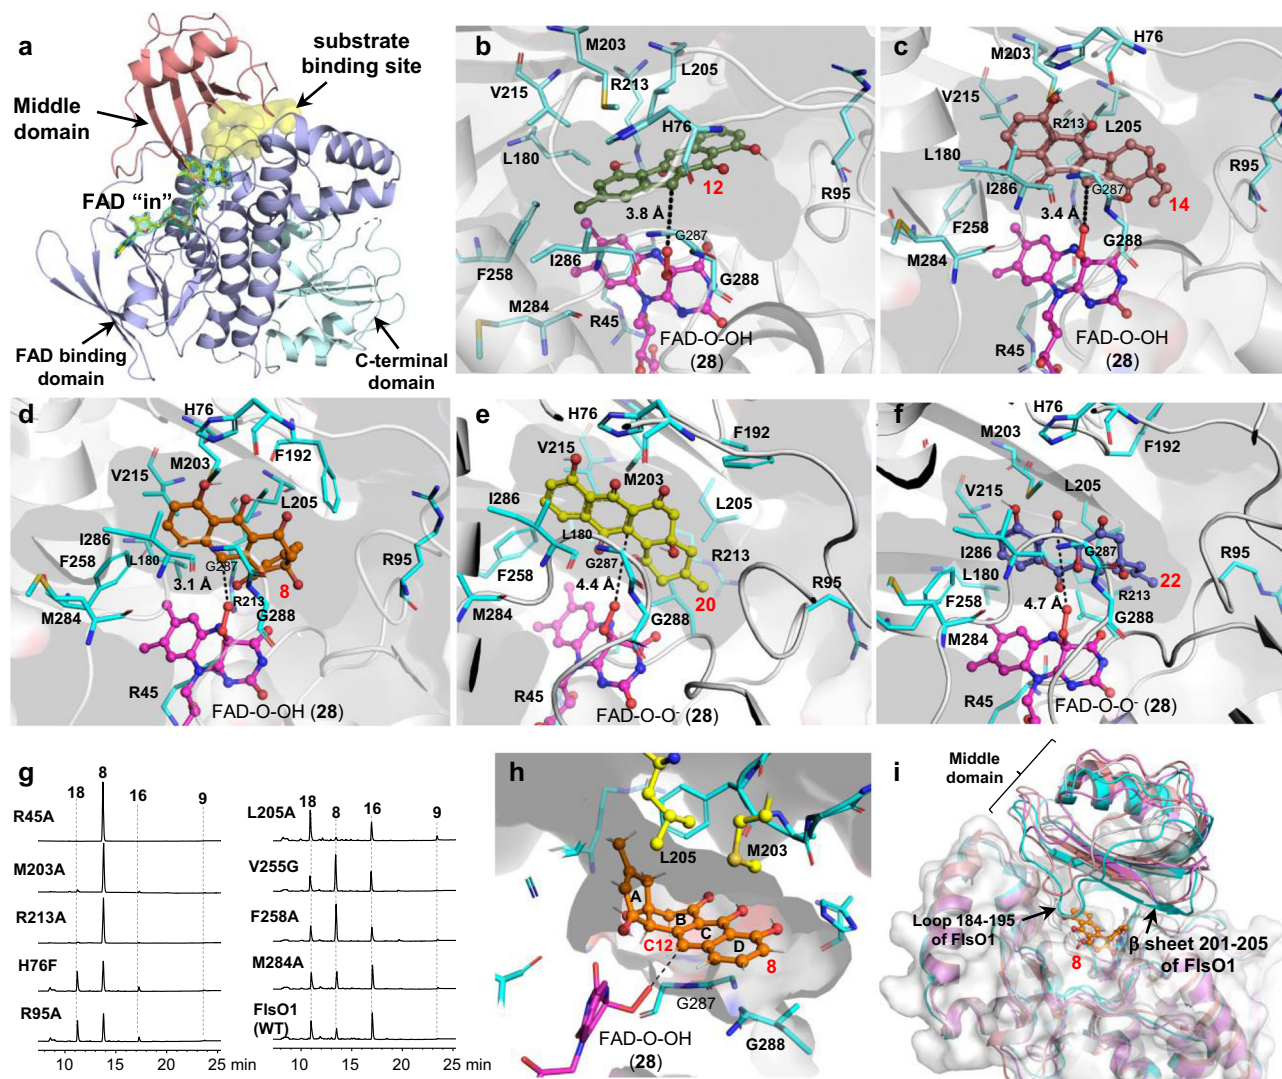 a
substrate
binding site
Middle
domain
FAD “in”
FAD binding
domain
C-terminal
domain
b
M203
L205
R213
V215
H76
L180
12
R95
3.8 Å
G287
F258
I286
G288
M284
R45
FAD-O-OH
(28)
c
H76
M203
V215
R213
L205
L180
R95
I286
G287
14
3.4 Å
F258
G288
M284
R45
FAD-O-OH
(28)
d
H76
F192
M203
V215
L205
I286
R95
F258
L180
G287
3.1 Å
8
R213
M284
G288
R45
FAD-O-OH (28)
e
H76
F192
V215
M203
I286
L205
L180
G287
R213
F258
R95
4.4 Å
20
M284
G288
R45
FAD-O-O- (28)
f
H76
M203
F192
V215
L205
I286
G287
R95
L180
22
F258
R213
4.7 Å
G288
M284
R45
FAD-O-O- (28)
g
18
8
16
9
R45A
M203A
R213A
H76F
R95A
10 15 20 25 min
18
8
16
9
L205A
V255G
F258A
M284A
FlsO1
(WT)
10 15 20 25 min
h
L205
M203
A
B
C
D
C12
8
G287
FAD-O-OH
(28)
G288
i
Middle
domain
Loop 184-195
of FlsO1
β sheet 201-205
of FlsO1
8